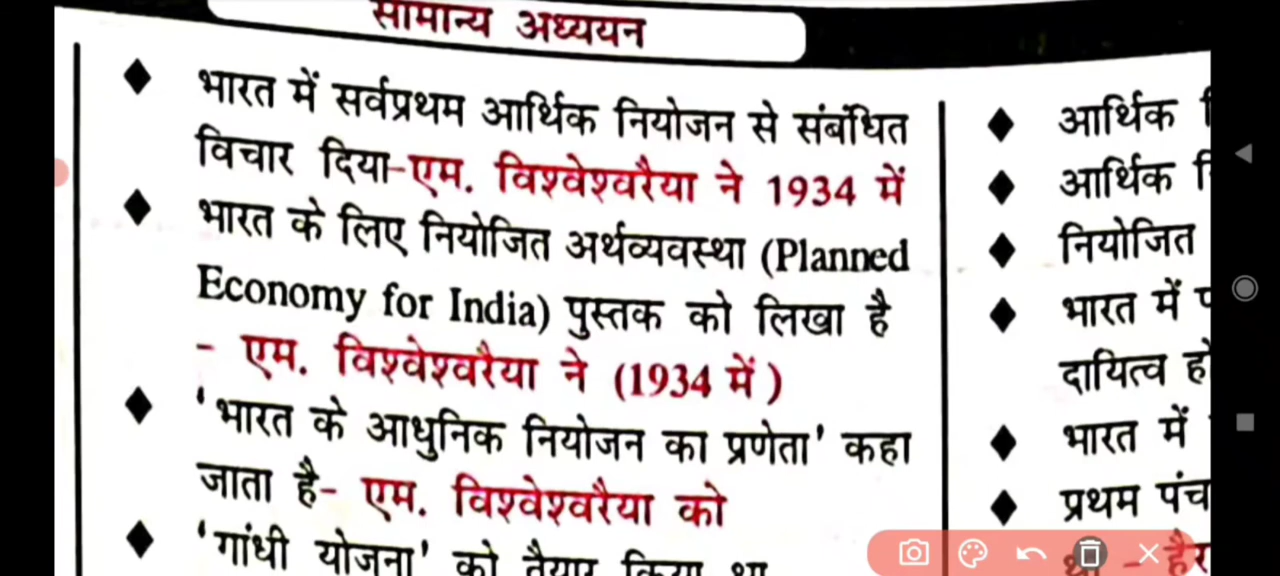 सामान्य अध्ययन
♦ भारत में सर्वप्रथम आर्थिक नियोजन से संबंधित
विचार दिया-एम. विश्वेश्वरैया ने 1934 में
♦ भारत के लिए नियोजित अर्थव्यवस्था (Planned
Economy for India) पुस्तक को लिखा है
- एम. विश्वेश्वरैया ने (1934 में)
♦ 'भारत के आधुनिक नियोजन का प्रणेता' कहा
जाता है- एम. विश्वेश्वरैया को
♦ 'गांधी योजना' को तैयार किया था
♦ आर्थिक
♦ आर्थिक
♦ नियोजित
♦ भारत में
दायित्व
♦ भारत में
♦ प्रथम